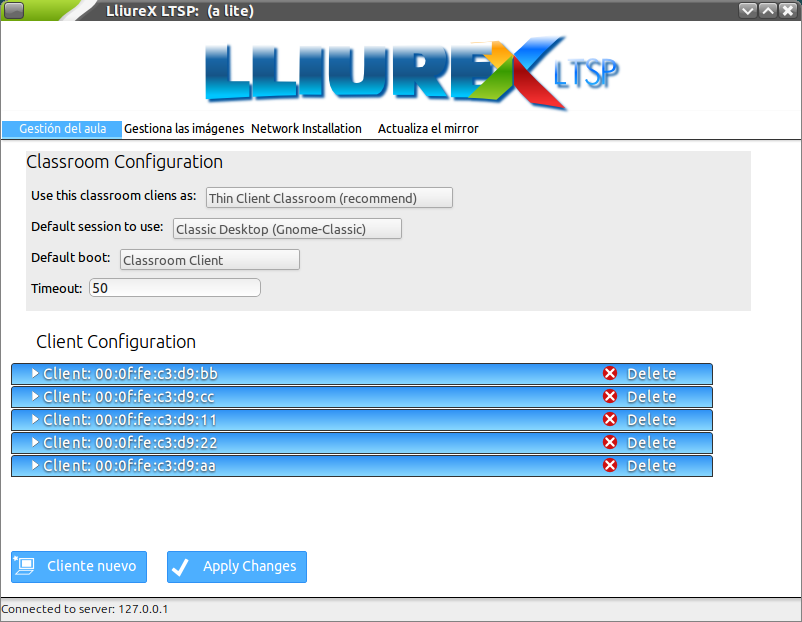 LliureX LTSP: (a lite)
LLIUREX LTSP
Gestión del aula Gestiona las imágenes Network Installation Actualiza el mirror
Classroom Configuration
Use this classroom cliens as: Thin Client Classroom (recommend)
Default session to use: Classic Desktop (Gnome-Classic)
Default boot: Classroom Client
Timeout: 50
Client Configuration
Client: 00:0f:fe:c3:d9:bb Delete
Client: 00:0f:fe:c3:d9:cc Delete
Client: 00:0f:fe:c3:d9:11 Delete
Client: 00:0f:fe:c3:d9:22 Delete
Client: 00:0f:fe:c3:d9:aa Delete
Cliente nuevo Apply Changes
Connected to server: 127.0.0.1